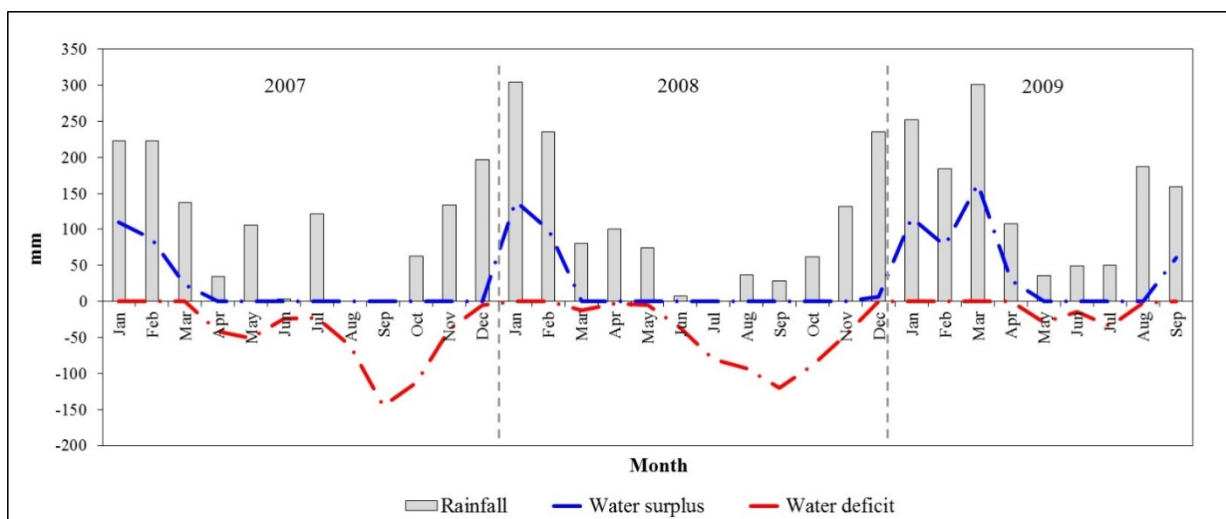 350
300
250
200
150
100
50
0
-50
-100
-150
-200
mm
2007 2008 2009
Jan Feb Mar Apr May Jun Jul Aug Sep Oct Nov Dec Jan Feb Mar Apr May Jun Jul Aug Sep Oct Nov Dec Jan Feb Mar Apr May Jun Jul Aug Sep
Month
Rainfall Water surplus Water deficit